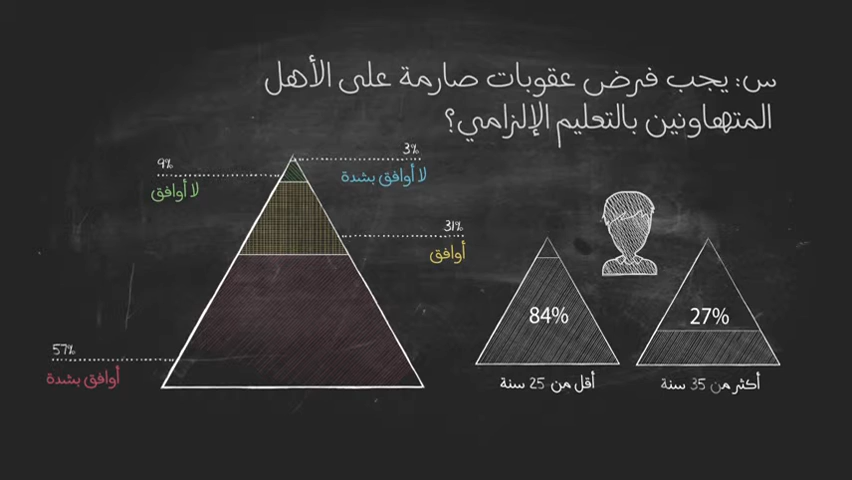 س: يجب فرض عقوبات صارمة على الأهل
المتهاونين بالتعليم الإلزامي؟
3%
لا أوافق بشدة
9%
لا أوافق
31%
أوافق
57%
أوافق بشدة
84%
أقل من 25 سنة
27%
أكثر من 35 سنة